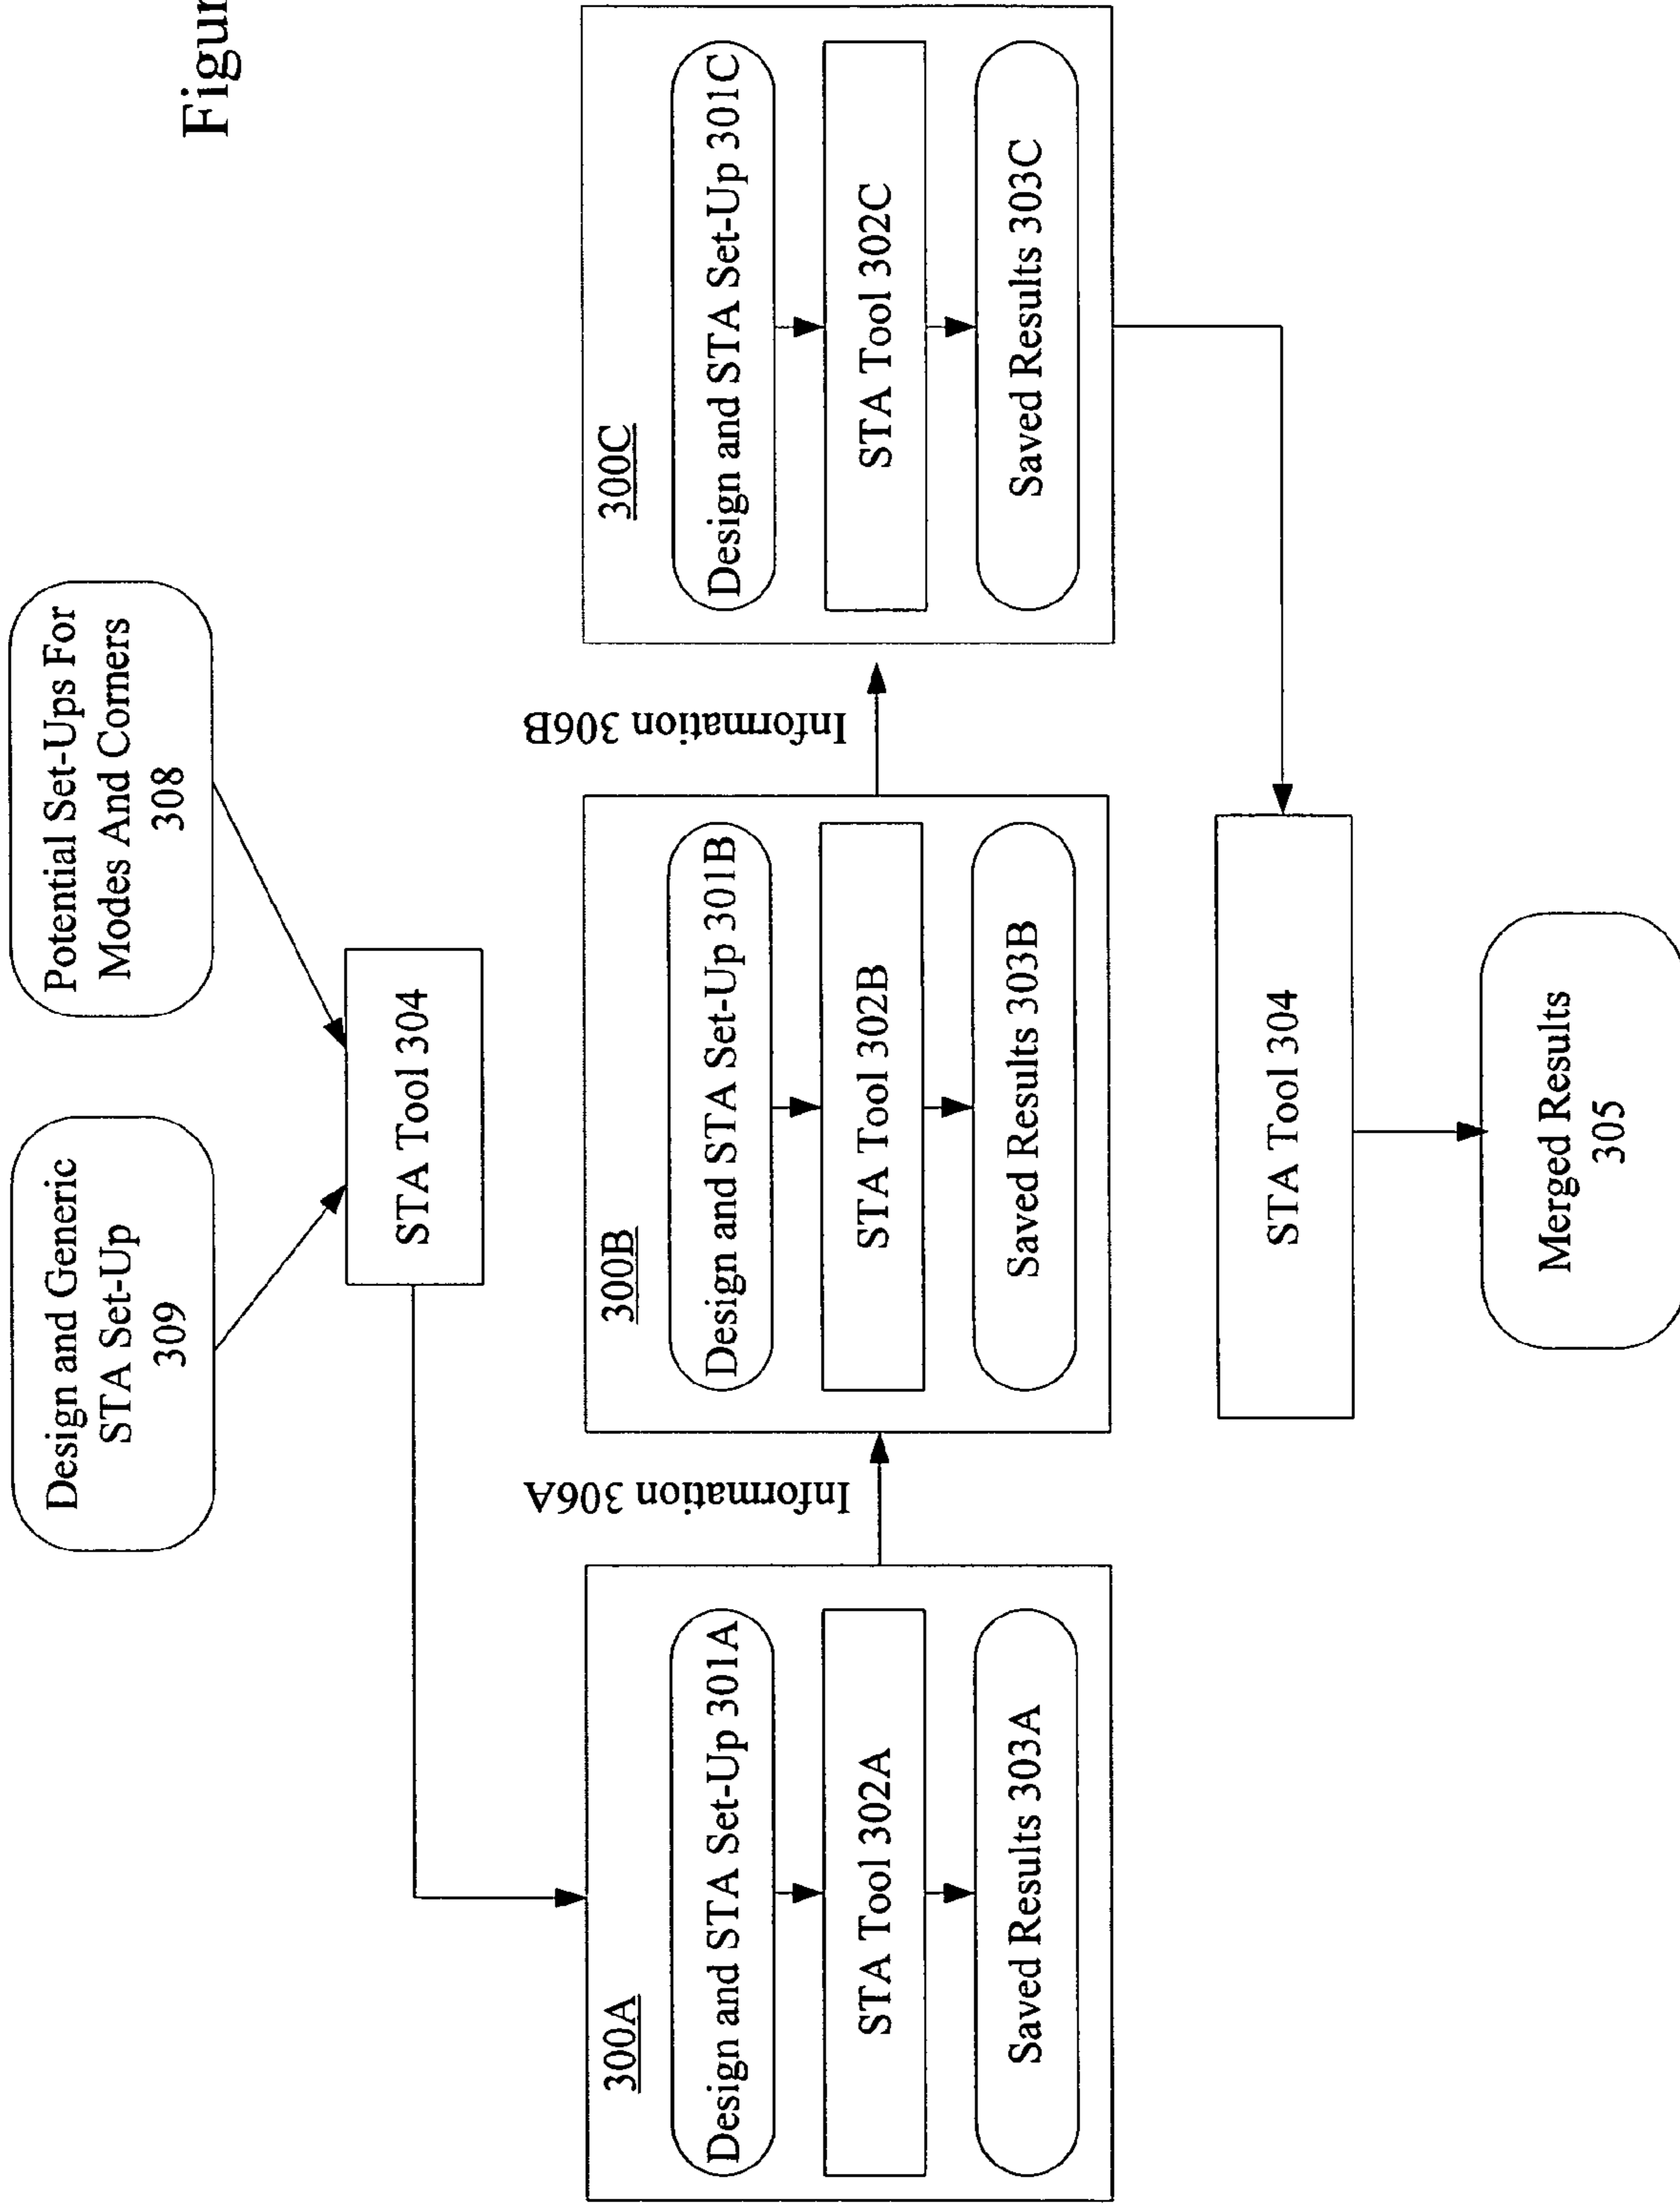 Figur
Design and Generic
STA Set-Up
309
Potential Set-Ups For
Modes And Corners
308
STA Tool 304
300A
Design and STA Set-Up 301A
STA Tool 302A
Saved Results 303A
Information 306A
300B
Design and STA Set-Up 301B
STA Tool 302B
Saved Results 303B
Information 306B
300C
Design and STA Set-Up 301C
STA Tool 302C
Saved Results 303C
STA Tool 304
Merged Results
305